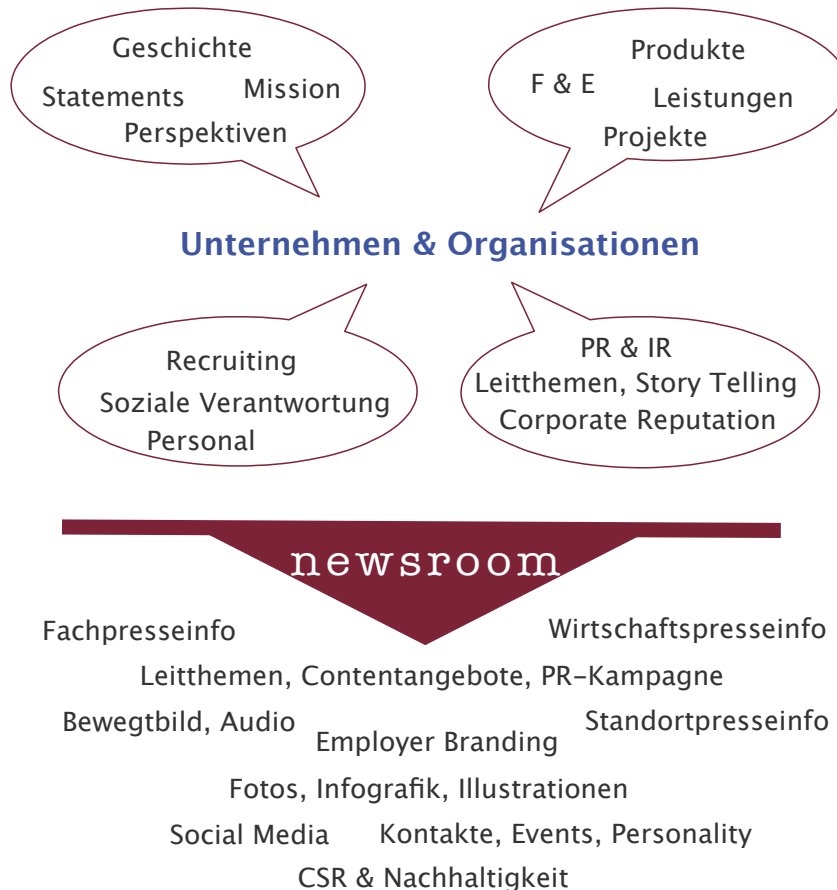 Geschichte
Statements
Mission
Perspektiven
Produkte
F & E
Leistungen
Projekte
Unternehmen & Organisationen
Recruiting
Soziale Verantwortung
Personal
PR & IR
Leitthemen, Story Telling
Corporate Reputation
newsroom
Fachpresseinfo
Wirtschaftspresseinfo
Leitthemen, Contentangebote, PR-Kampagne
Bewegtbild, Audio
Standortpresseinfo
Employer Branding
Fotos, Infografik, Illustrationen
Social Media
Kontakte, Events, Personality
CSR & Nachhaltigkeit